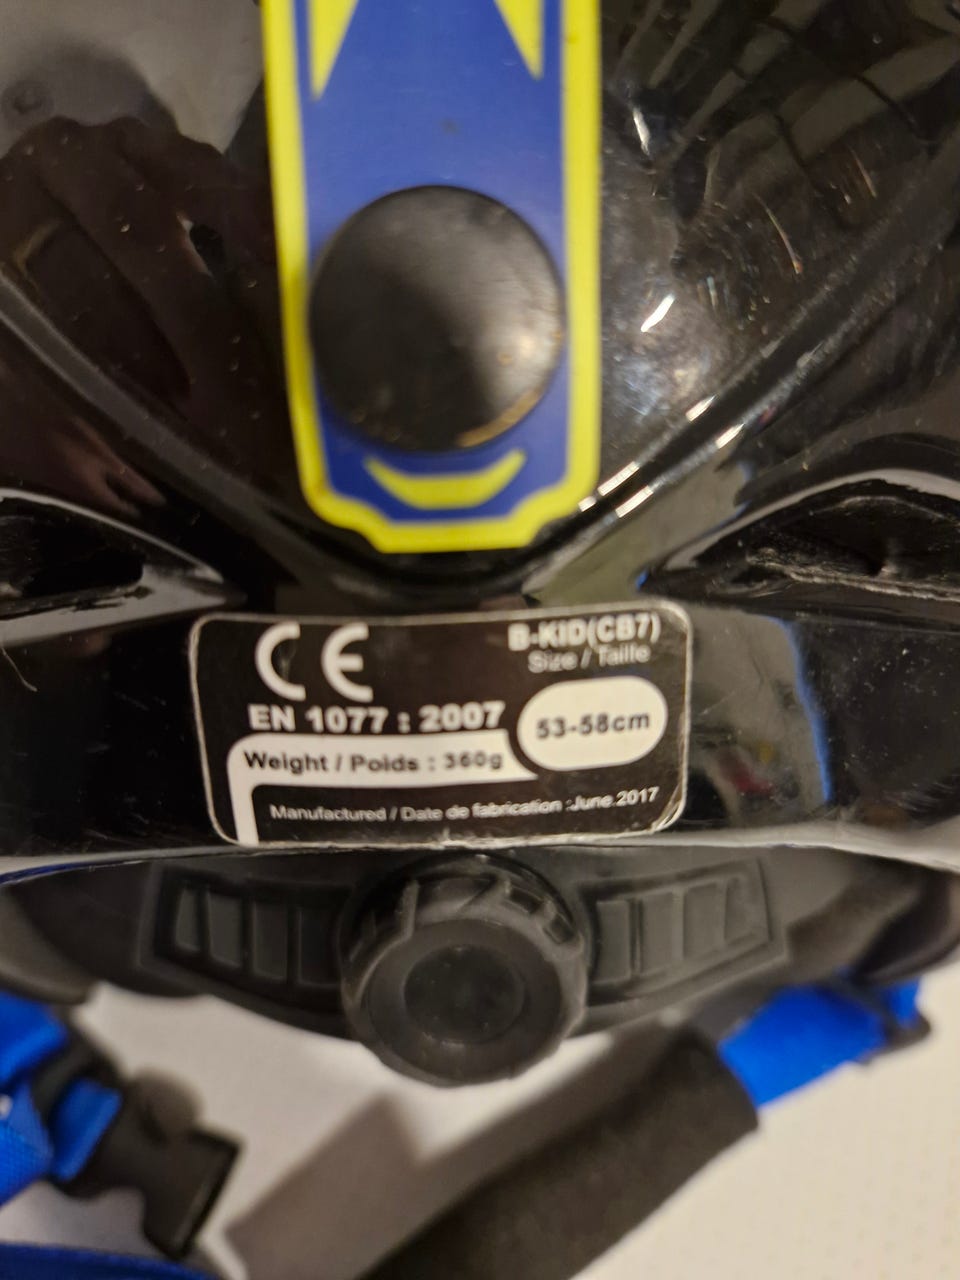 CE
B-KID(CB7)
Size / Taille
53-58cm
EN 1077 : 2007
Weight / Poids : 360g
Manufactured / Date de fabrication :June.2017